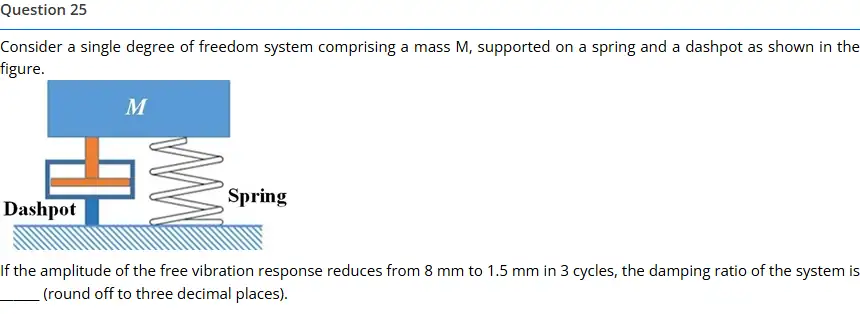 Question 25
Consider a single degree of freedom system comprising a mass M, supported on a spring and a dashpot as shown in the
figure.
M
Spring
Dashpot
If the amplitude of the free vibration response reduces from 8 mm to 1.5 mm in 3 cycles, the damping ratio of the system is
_____ (round off to three decimal places).